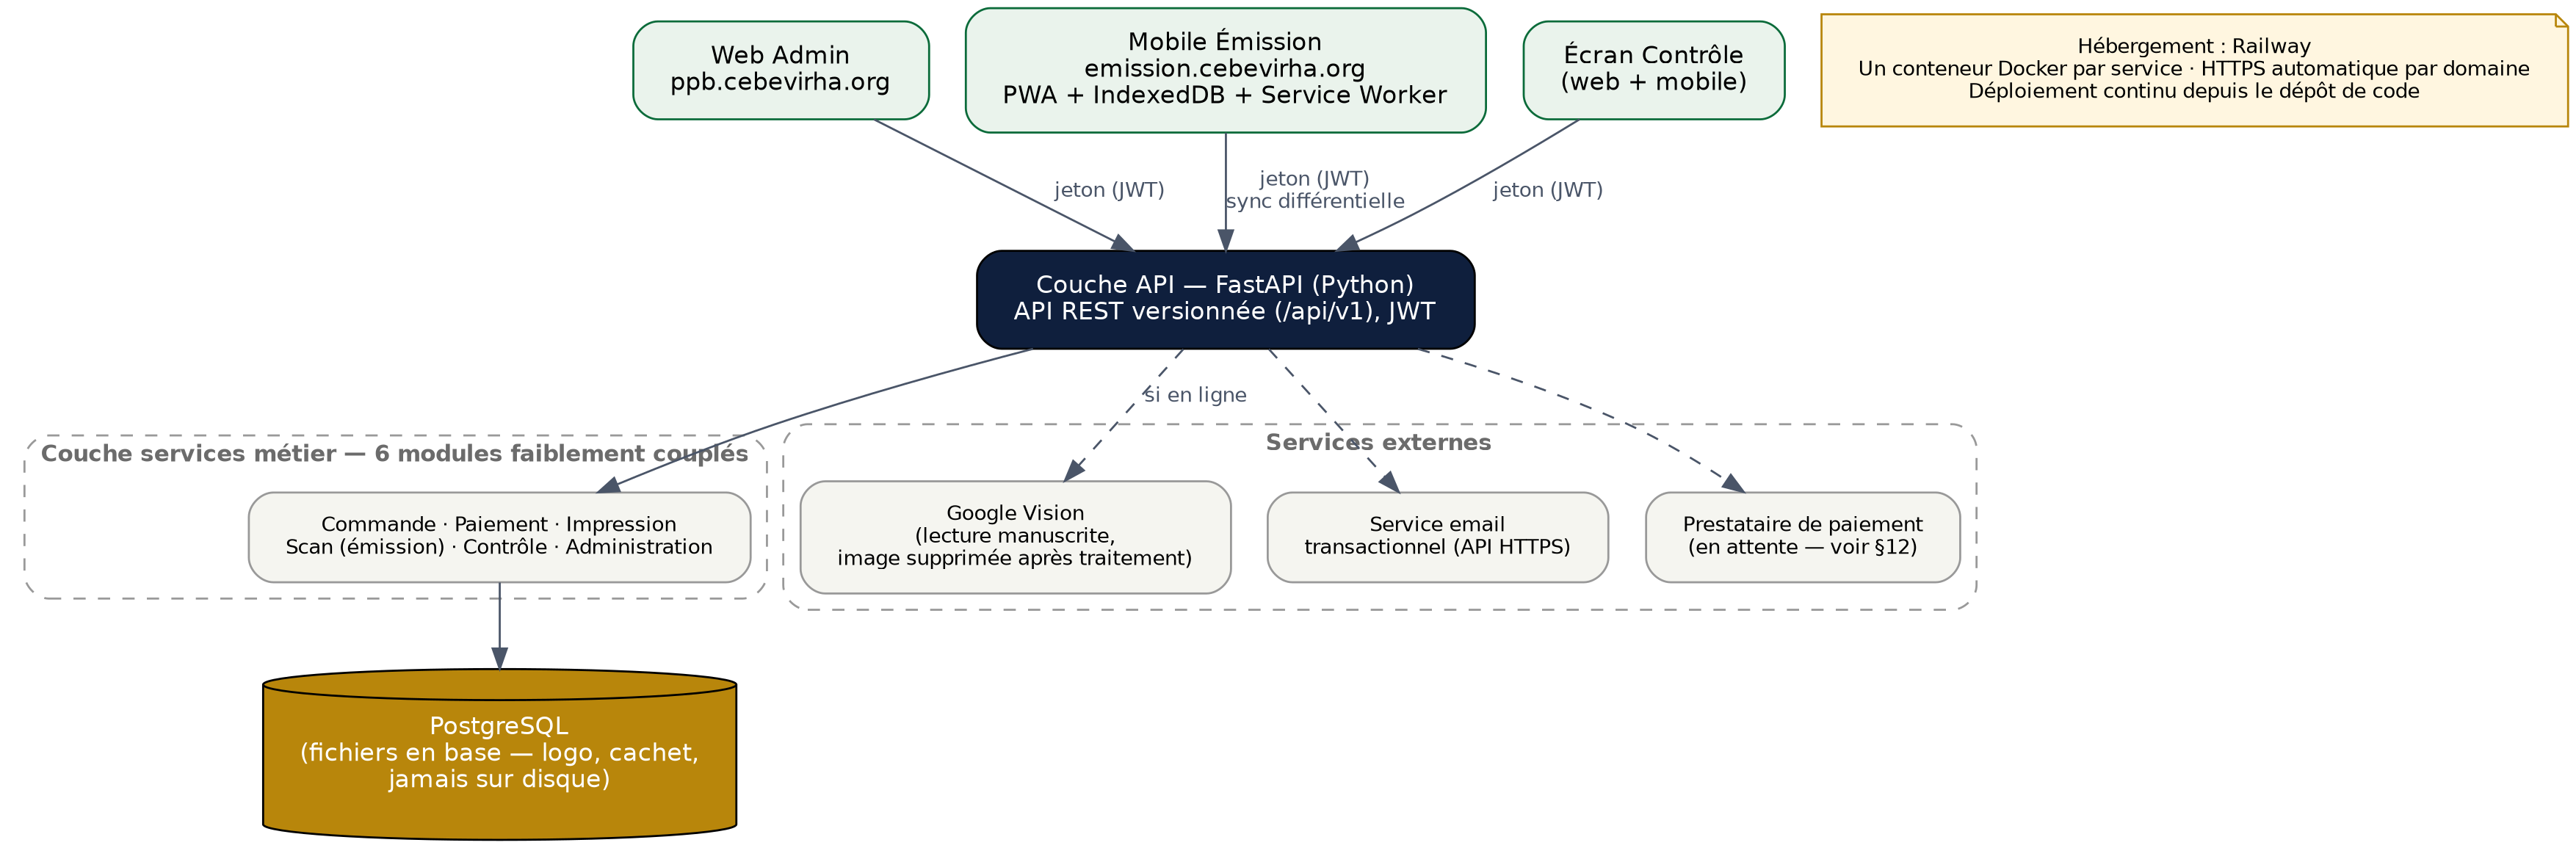 Web Admin
ppb.cebevirha.org
Mobile Émission
emission.cebevirha.org
PWA + IndexedDB + Service Worker
Écran Contrôle
(web + mobile)
Hébergement : Railway
Un conteneur Docker par service · HTTPS automatique par domaine
Déploiement continu depuis le dépôt de code
jeton (JWT)
jeton (JWT)
sync différentielle
jeton (JWT)
Couche API — FastAPI (Python)
API REST versionnée (/api/v1), JWT
si en ligne
Couche services métier — 6 modules faiblement couplés
Commande · Paiement · Impression
Scan (émission) · Contrôle · Administration
Services externes
Google Vision
(lecture manuscrite,
image supprimée après traitement)
Service email
transactionnel (API HTTPS)
Prestataire de paiement
(en attente — voir §12)
PostgreSQL
(fichiers en base — logo, cachet,
jamais sur disque)